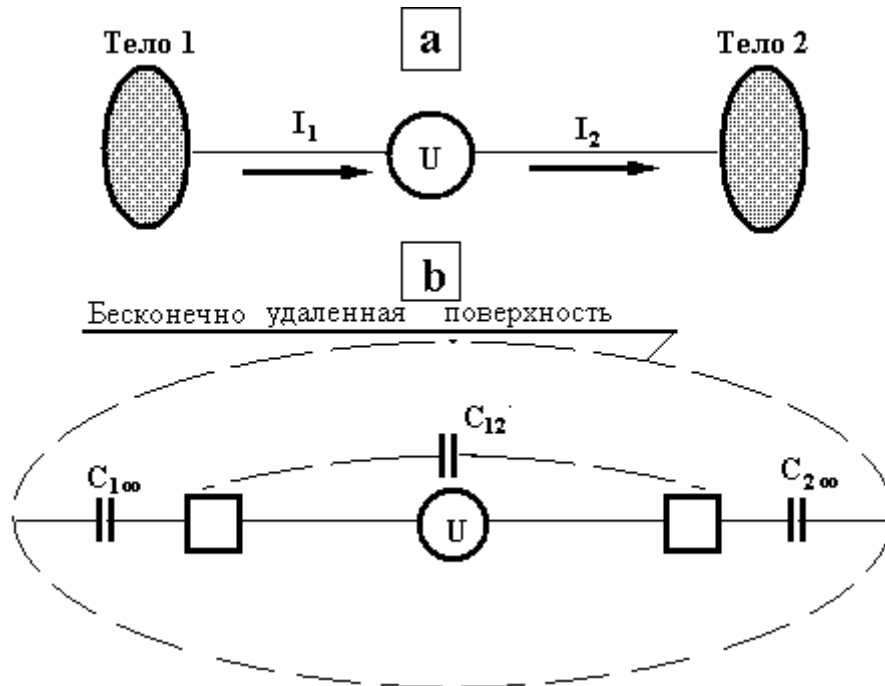 a
Тело 1
Тело 2
I₁
I₂
U
b
Бесконечно удаленная поверхность
C₁₂
C₁∞
C₂∞
U